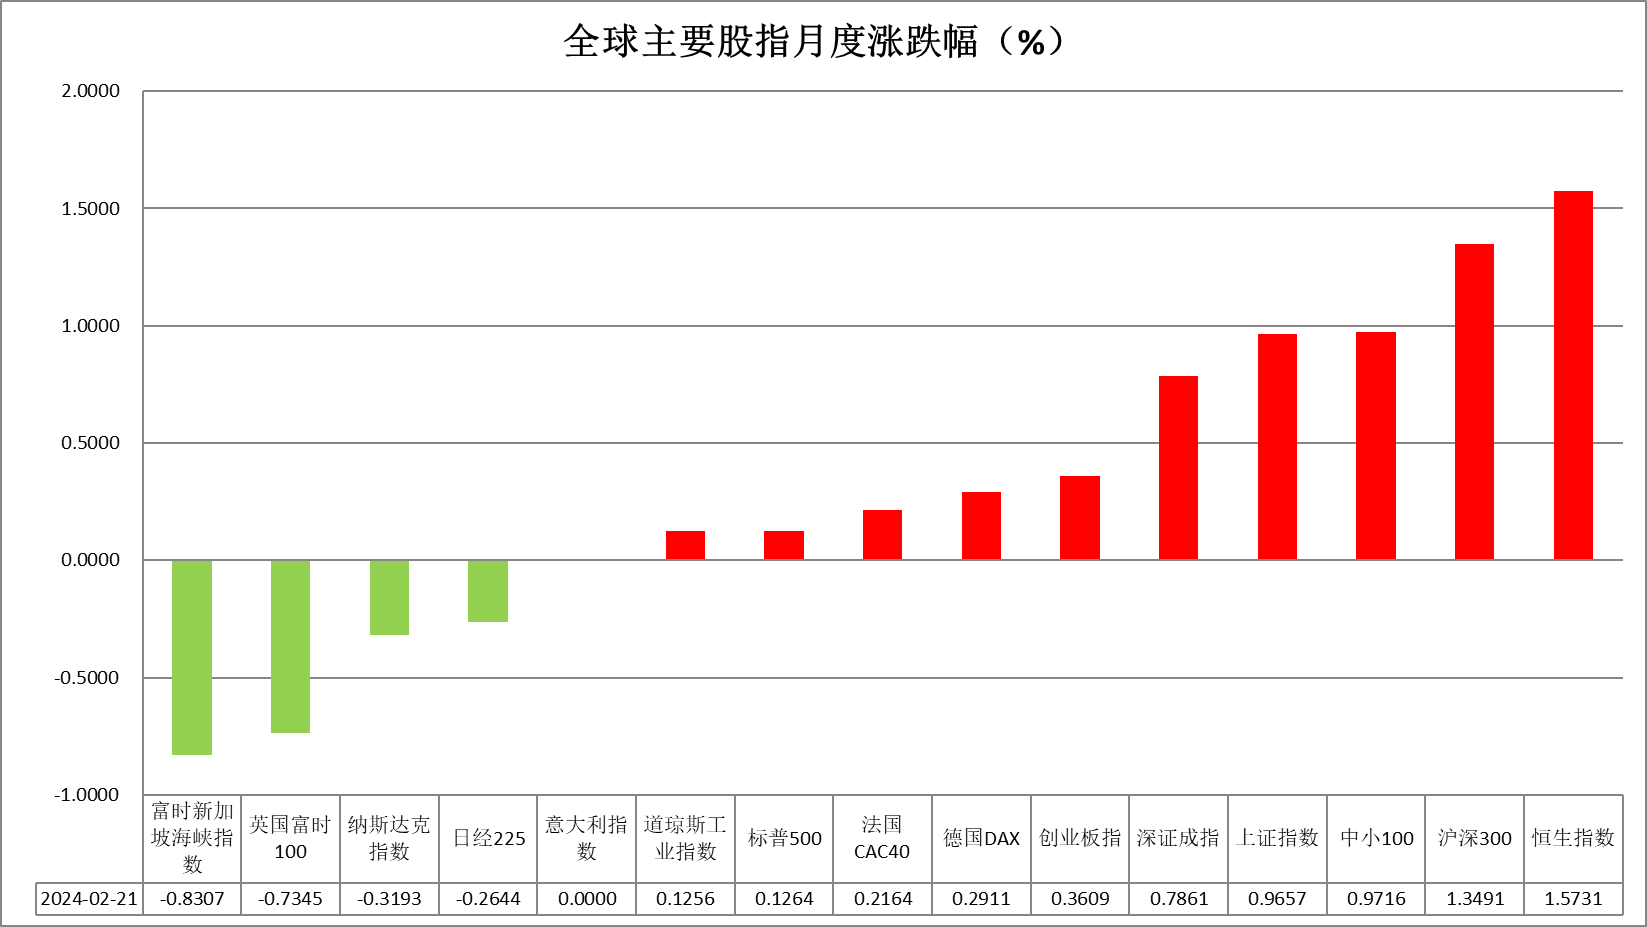 全球主要股指月度涨跌幅（%）
2.0000
1.5000
1.0000
0.5000
0.0000
-0.5000
-1.0000
富时新加
坡海峡指
数
英国富时
100
纳斯达克
指数
日经225
意大利指
数
道琼斯工
业指数
标普500
法国
CAC40
德国DAX
创业板指
深证成指
上证指数
中小100
沪深300
恒生指数
2024-02-21 -0.8307 -0.7345 -0.3193 -0.2644 0.0000 0.1256 0.1264 0.2164 0.2911 0.3609 0.7861 0.9657 0.9716 1.3491 1.5731